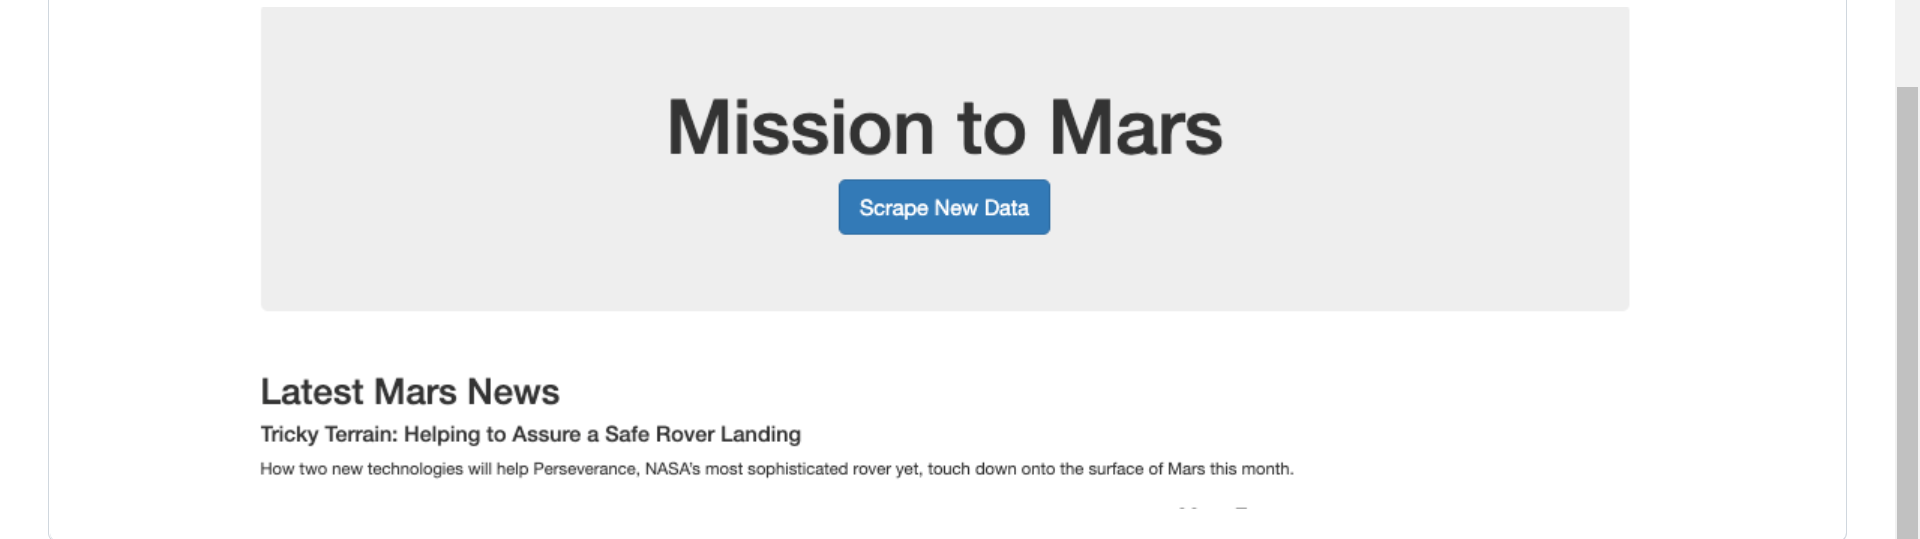 Mission to Mars
Scrape New Data
Latest Mars News
Tricky Terrain: Helping to Assure a Safe Rover Landing
How two new technologies will help Perseverance, NASA's most sophisticated rover yet, touch down onto the surface of Mars this month.